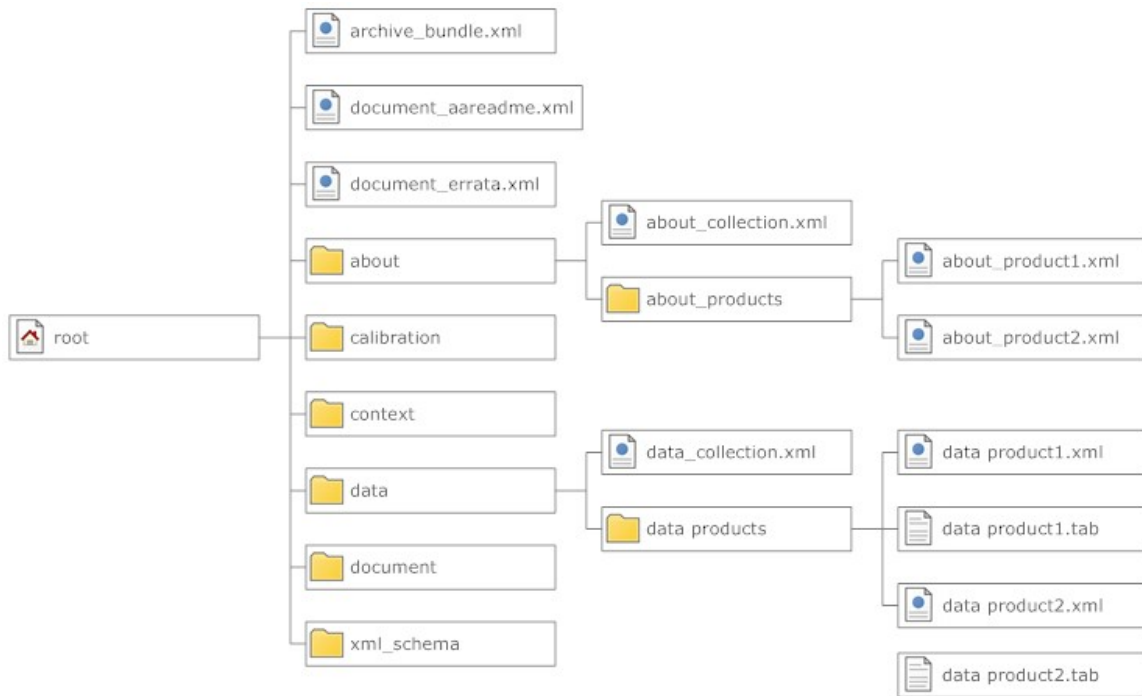 archive_bundle.xml
document_aareadme.xml
document_errata.xml
about_collection.xml
about
about_product1.xml
about_products
root
calibration
about_product2.xml
context
data_collection.xml
data product1.xml
data
data products
data product1.tab
document
data product2.xml
xml_schema
data product2.tab